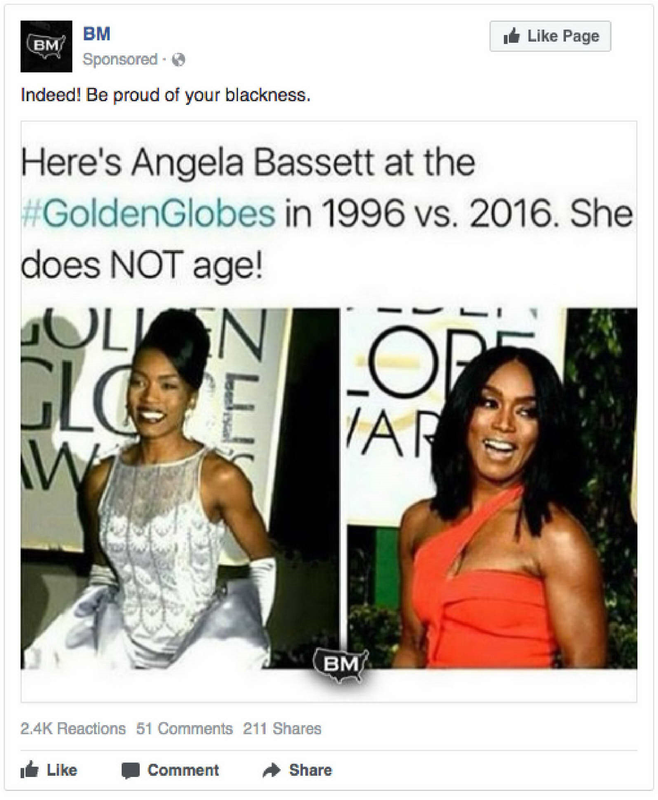 BM
BM
Like Page
Sponsored ·
Indeed! Be proud of your blackness.
Here's Angela Bassett at the
#GoldenGlobes in 1996 vs. 2016. She
does NOT age!
BM
2.4K Reactions 51 Comments 211 Shares
Like Comment Share